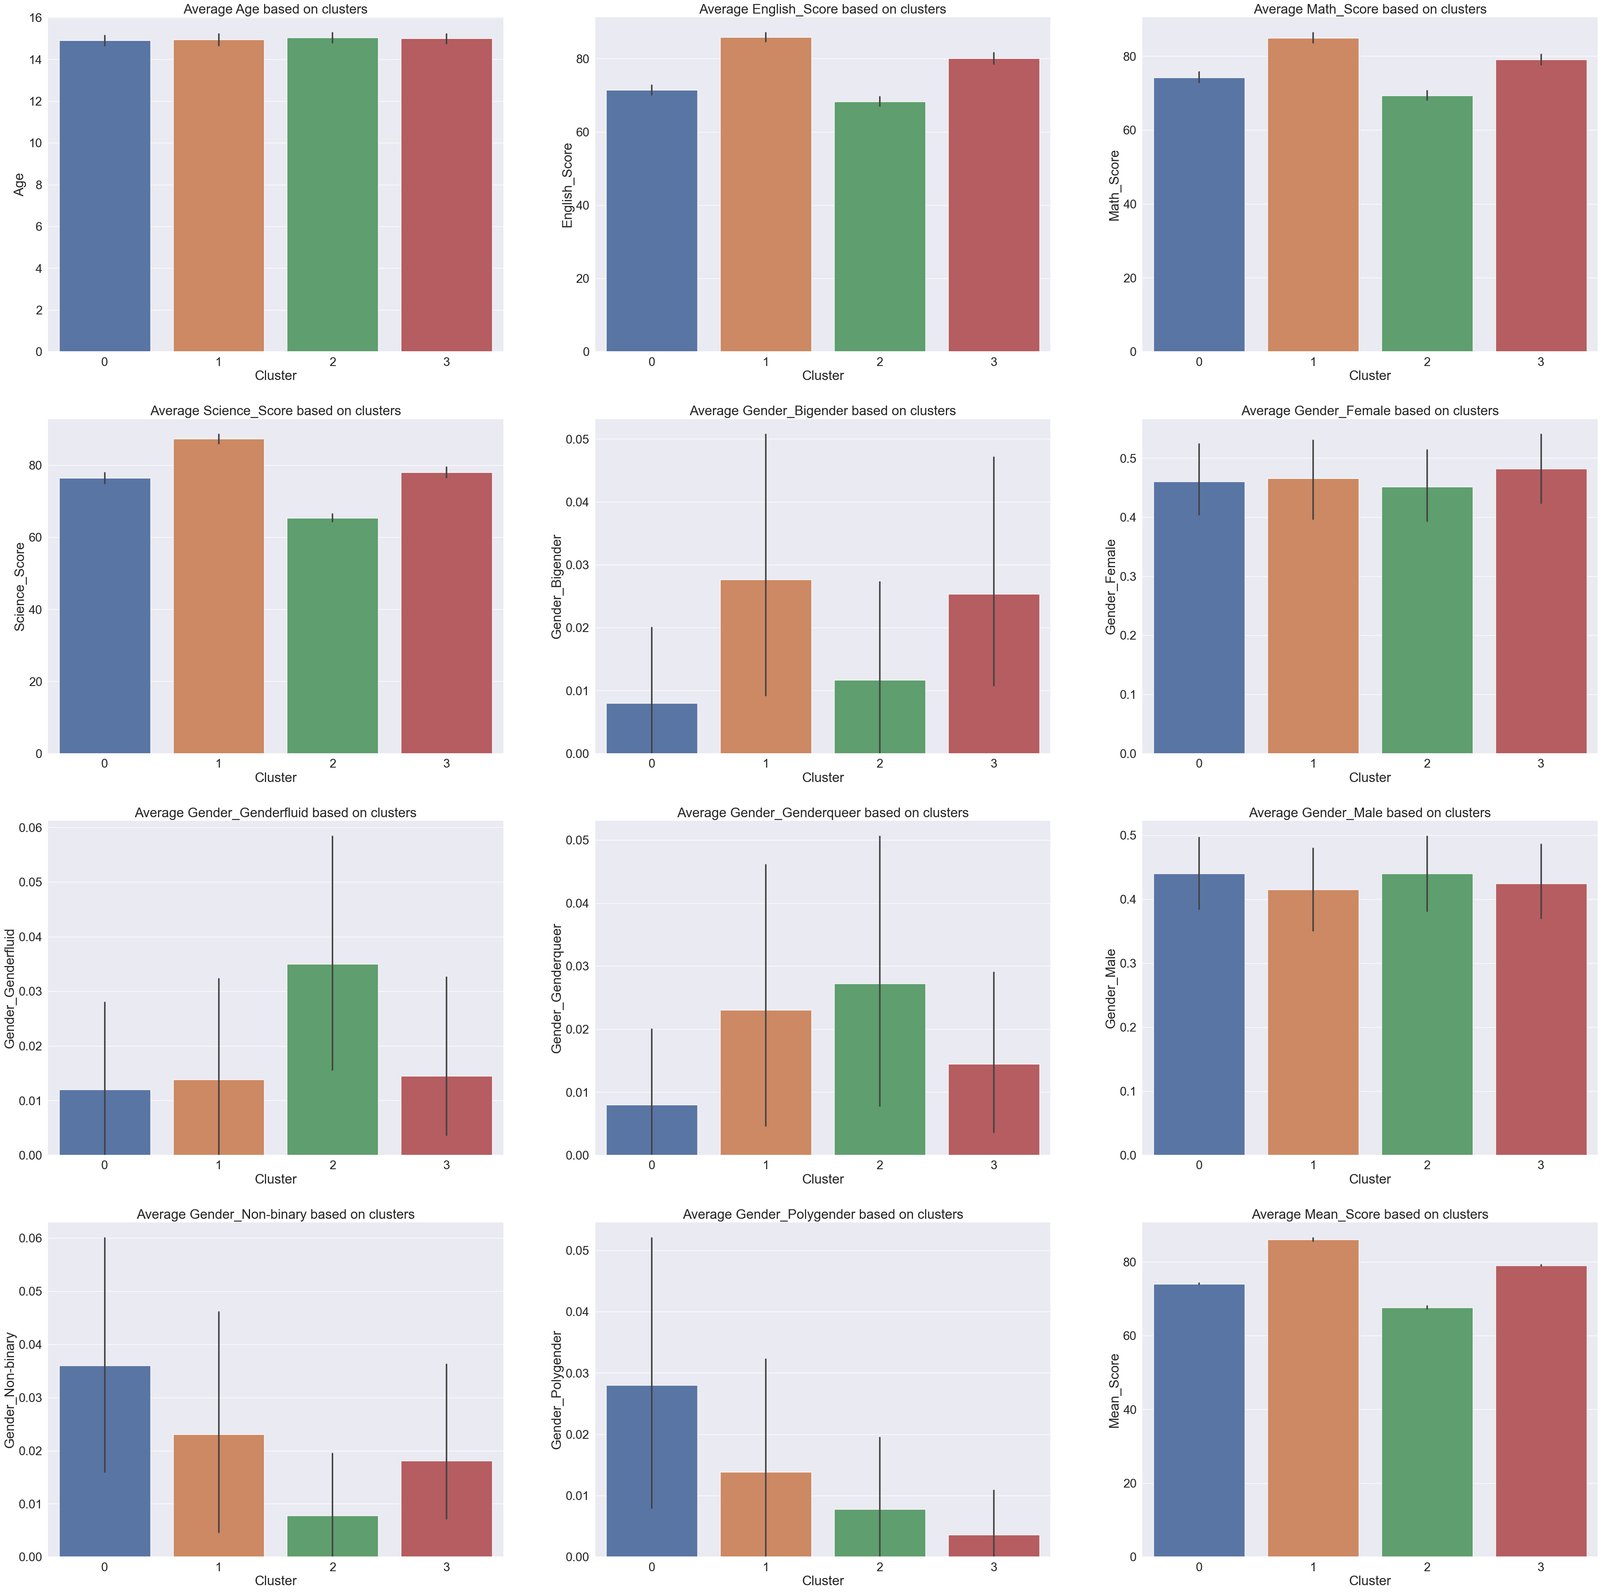 Average Age based on clusters
16
14
12
10
8
6
4
2
0
Age
0 1 2 3
Cluster
Average English_Score based on clusters
80
60
40
20
0
English_Score
0 1 2 3
Cluster
Average Math_Score based on clusters
80
60
40
20
0
Math_Score
0 1 2 3
Cluster
Average Science_Score based on clusters
80
60
40
20
0
Science_Score
0 1 2 3
Cluster
Average Gender_Bigender based on clusters
0.05
0.04
0.03
0.02
0.01
0.00
Gender_Bigender
0 1 2 3
Cluster
Average Gender_Female based on clusters
0.5
0.4
0.3
0.2
0.1
0.0
Gender_Female
0 1 2 3
Cluster
Average Gender_Genderfluid based on clusters
0.06
0.05
0.04
0.03
0.02
0.01
0.00
Gender_Genderfluid
0 1 2 3
Cluster
Average Gender_Genderqueer based on clusters
0.05
0.04
0.03
0.02
0.01
0.00
Gender_Genderqueer
0 1 2 3
Cluster
Average Gender_Male based on clusters
0.5
0.4
0.3
0.2
0.1
0.0
Gender_Male
0 1 2 3
Cluster
Average Gender_Non-binary based on clusters
0.06
0.05
0.04
0.03
0.02
0.01
0.00
Gender_Non-binary
0 1 2 3
Cluster
Average Gender_Polygender based on clusters
0.05
0.04
0.03
0.02
0.01
0.00
Gender_Polygender
0 1 2 3
Cluster
Average Mean_Score based on clusters
80
60
40
20
0
Mean_Score
0 1 2 3
Cluster